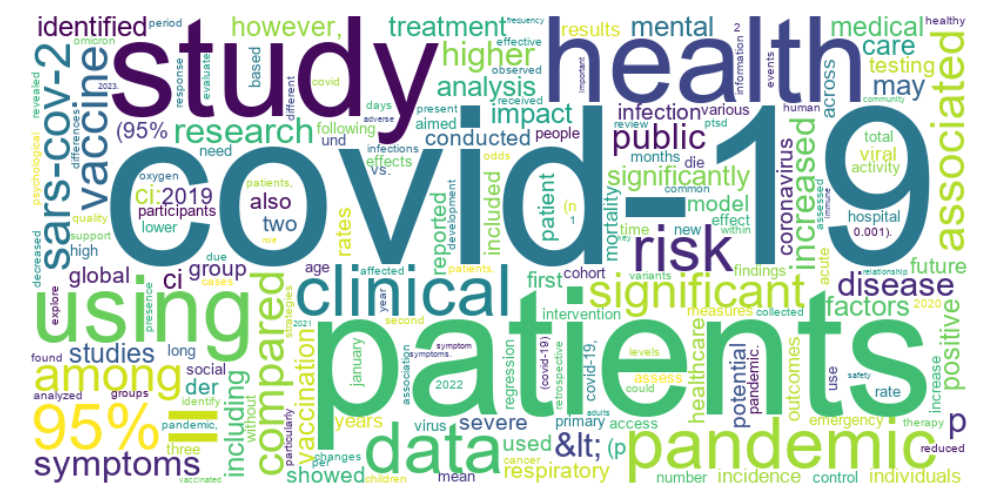 identified
however,
treatment
results
mental
medical
study
health
higher
care
testing
sars-cov-2
vaccine
analysis
impact
infection
may
associated
(95%
research
conducted
public
covid-19
ci:
2019
also
two
participants
lower
patient
significantly
model
increased
coronavirus
viral
global
ci
group
risk
disease
future
using
clinical
significant
factors
positive
studies
among
compared
patients
95%
=
symptoms
including
vaccination
data
severe
pandemic
p
showed
used
&lt;
(p
respiratory
healthcare
potential
outcomes
individuals
incidence
number
control
emergency
omicron
period
covid
frequency
effective
observed
important
2
information
events
healthy
revealed
2023.
response
evaluate
based
different
days
adverse
present
received
aimed
various
human
across
community
psychological
differences
need
following
und
infections
effects
vs.
people
review
ptsd
months
die
common
total
activity
assessed
immune
oxygen
patients,
odds
(n
1
effect
within
hospital
0.001).
quality
support
role
rates
reported
development
included
mortality
time
new
key
acute
decreased
high
due
cases
age
affected
patients.
cohort
first
variants
findings
collected
relationship
2020
explore
presence
strategies
2021
year
second
intervention
measures
symptom
found
long
social
der
january
association
symptoms.
2022
regression
(covid-19)
retrospective
covid-19,
levels
could
assess
pandemic.
use
safety
rate
increase
analyzed
groups
identify
without
pandemic,
three
particularly
years
virus
primary
access
therapy
reduced
vaccinated
changes
per
children
cancer
mean
adults